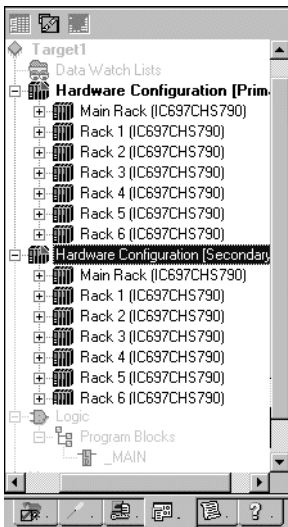 Target1
Data Watch Lists
Hardware Configuration [Prim
Main Rack (IC697CHS790)
Rack 1 (IC697CHS790)
Rack 2 (IC697CHS790)
Rack 3 (IC697CHS790)
Rack 4 (IC697CHS790)
Rack 5 (IC697CHS790)
Rack 6 (IC697CHS790)
Hardware Configuration [Secondary
Main Rack (IC697CHS790)
Rack 1 (IC697CHS790)
Rack 2 (IC697CHS790)
Rack 3 (IC697CHS790)
Rack 4 (IC697CHS790)
Rack 5 (IC697CHS790)
Rack 6 (IC697CHS790)
Logic
Program Blocks
_MAIN